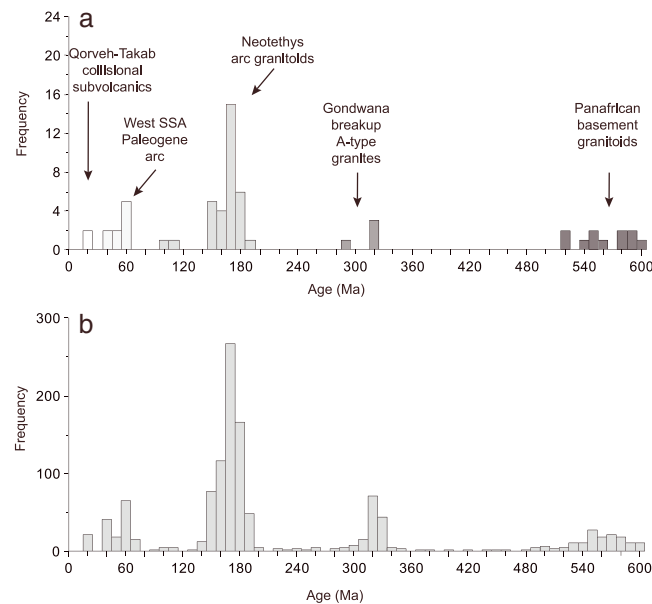 a
24
20
16
12
8
4
0
Frequency
Qorveh-Takab
collisional
subvolcanics
West SSA
Paleogene
arc
Neotethys
arc granitoids
Gondwana
breakup
A-type
granites
Panafrican
basement
granitoids
0 60 120 180 240 300 360 420 480 540 600
Age (Ma)
b
300
200
100
0
Frequency
0 60 120 180 240 300 360 420 480 540 600
Age (Ma)